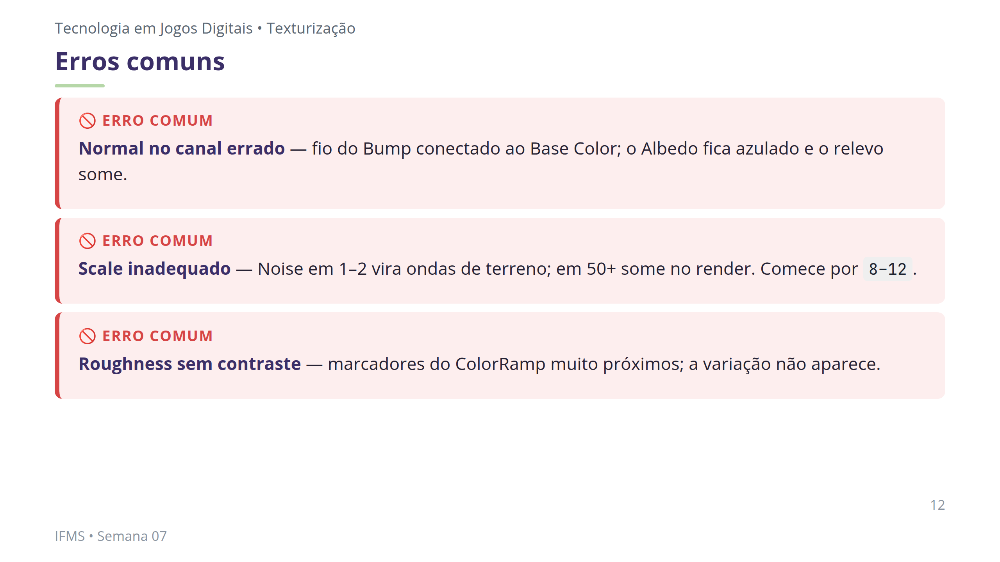 Tecnologia em Jogos Digitais • Texturização
Erros comuns
🚫 ERRO COMUM
Normal no canal errado — fio do Bump conectado ao Base Color; o Albedo fica azulado e o relevo
some.
🚫 ERRO COMUM
Scale inadequado — Noise em 1–2 vira ondas de terreno; em 50+ some no render. Comece por 8–12.
🚫 ERRO COMUM
Roughness sem contraste — marcadores do ColorRamp muito próximos; a variação não aparece.
12
IFMS • Semana 07